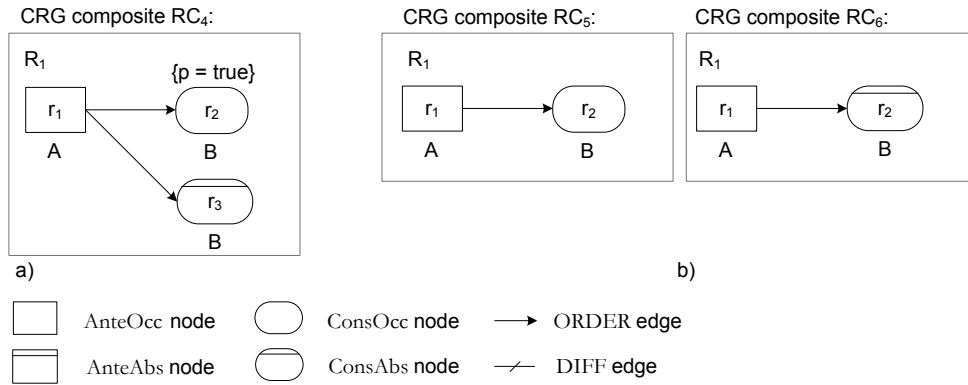 CRG composite RC₄:
R₁
{p = true}
r₁
r₂
A
B
r₃
B
a)
CRG composite RC₅:
R₁
r₁
r₂
A
B
CRG composite RC₆:
R₁
r₁
r₂
A
B
b)
AnteOcc node
ConsOcc node
ORDER edge
AnteAbs node
ConsAbs node
DIFF edge